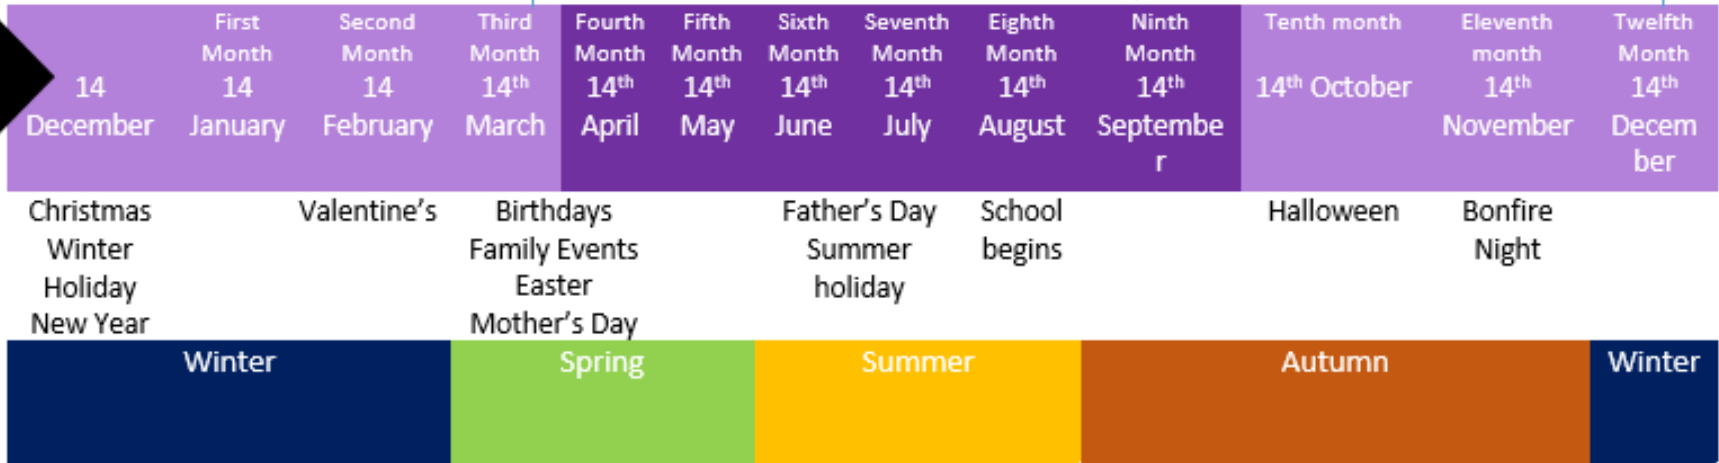 14
December
First
Month
14
January
Second
Month
14
February
Third
Month
14th
March
Fourth
Month
14th
April
Fifth
Month
14th
May
Sixth
Month
14th
June
Seventh
Month
14th
July
Eighth
Month
14th
August
Ninth
Month
14th
Septembe
r
Tenth month
14th October
Eleventh
month
14th
November
Twelfth
Month
14th
Decem
ber
Christmas
Winter
Holiday
New Year
Valentine’s
Birthdays
Family Events
Easter
Mother’s Day
Father’s Day
Summer
holiday
School
begins
Halloween
Bonfire
Night
Winter
Spring
Summer
Autumn
Winter